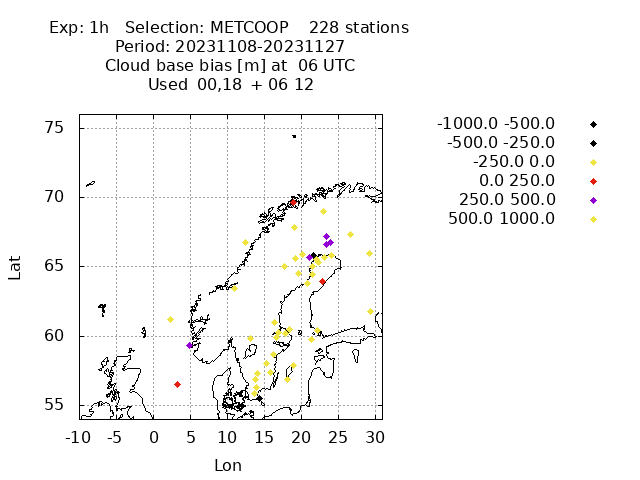 Exp: 1h   Selection: METCOOP    228 stations
Period: 20231108-20231127
Cloud base bias [m] at  06 UTC
Used  00,18  + 06 12
-1000.0 -500.0
-500.0 -250.0
-250.0 0.0
0.0 250.0
250.0 500.0
500.0 1000.0
75
70
65
60
55
Lat
-10 -5 0 5 10 15 20 25 30
Lon